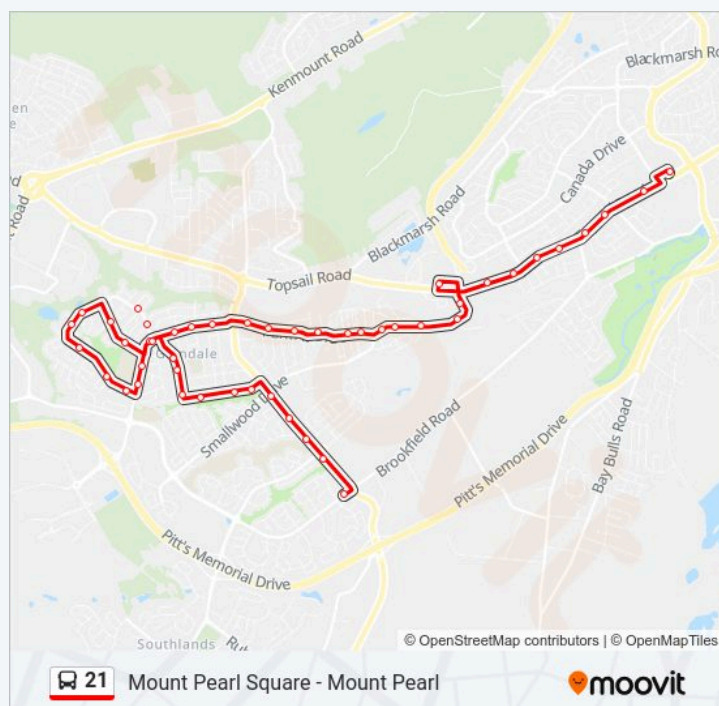 Kenmount Road
Blackmarsh Ro
Canada Drive
Blackmarsh Road
Topsail Road
Smallwood Drive
Brookfield Road
Pitt's Memorial Drive
Bay Bulls Road
Pitt's Memorial Drive
Southlands
© OpenStreetMap contributors | © OpenMapTiles
21 Mount Pearl Square - Mount Pearl
moovit